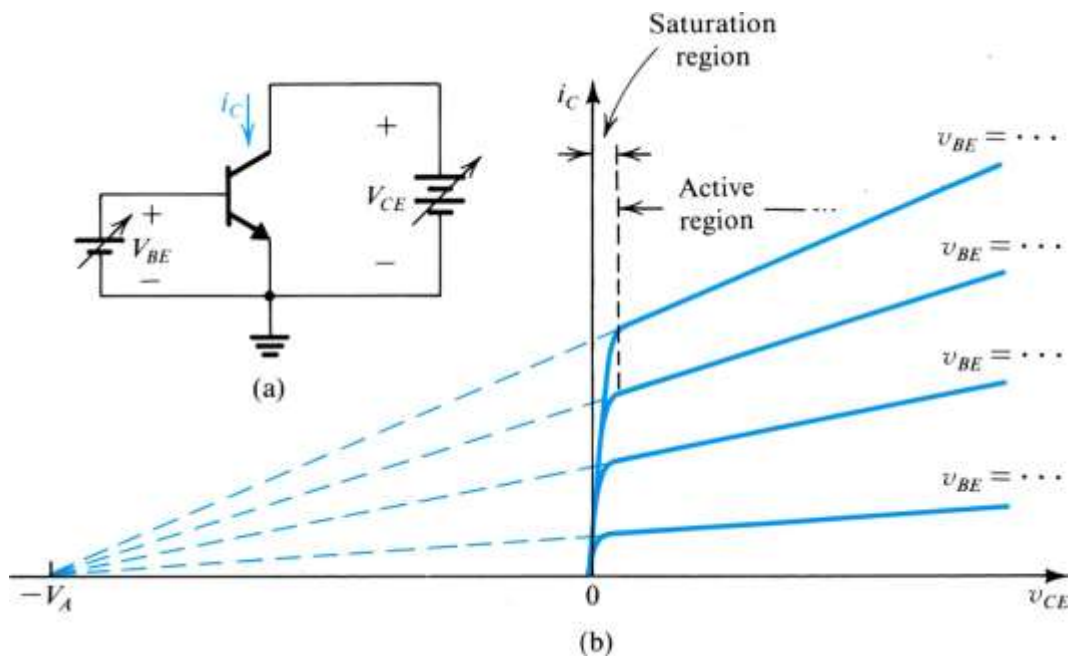 Saturation
region
i_C
i_C
v_BE = · · ·
+
+
V_CE
Active
region
...
V_BE
v_BE = · · ·
−
−
v_BE = · · ·
(a)
v_BE = · · ·
−V_A
0
v_CE
(b)